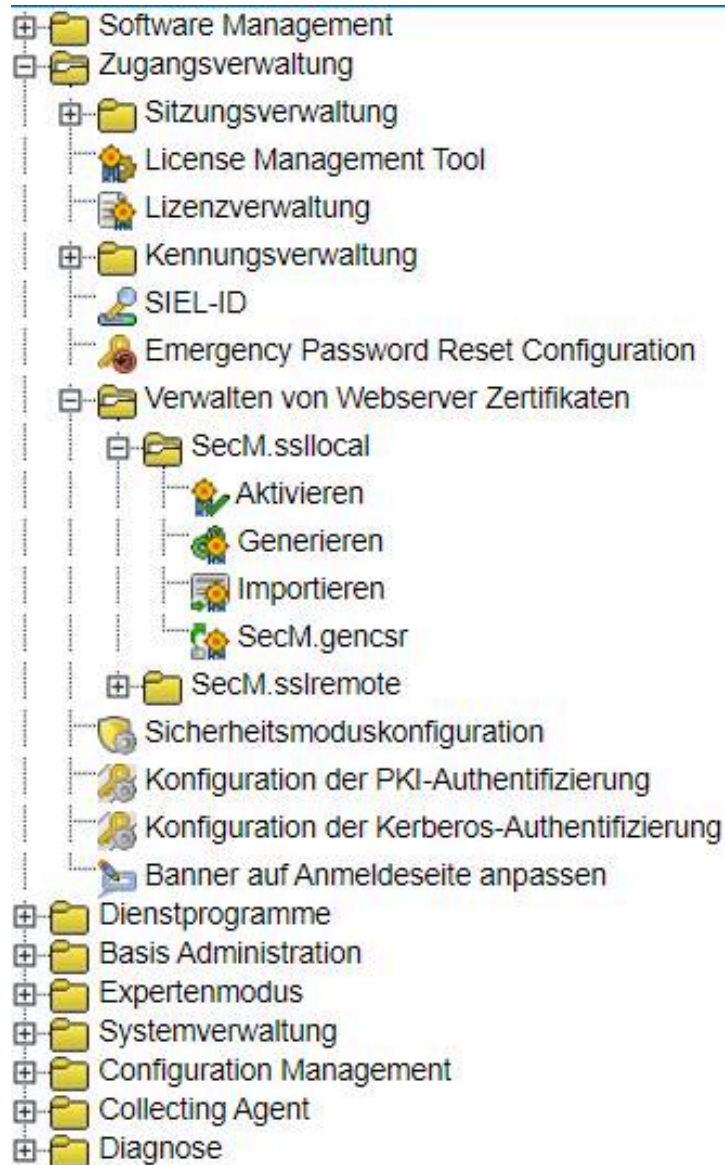 Software Management
Zugangsverwaltung
Sitzungsverwaltung
License Management Tool
Lizenzverwaltung
Kennungsverwaltung
SIEL-ID
Emergency Password Reset Configuration
Verwalten von Webserver Zertifikaten
SecM.ssllocal
Aktivieren
Generieren
Importieren
SecM.gencsr
SecM.sslremote
Sicherheitsmoduskonfiguration
Konfiguration der PKI-Authentifizierung
Konfiguration der Kerberos-Authentifizierung
Banner auf Anmeldeseite anpassen
Dienstprogramme
Basis Administration
Expertenmodus
Systemverwaltung
Configuration Management
Collecting Agent
Diagnose